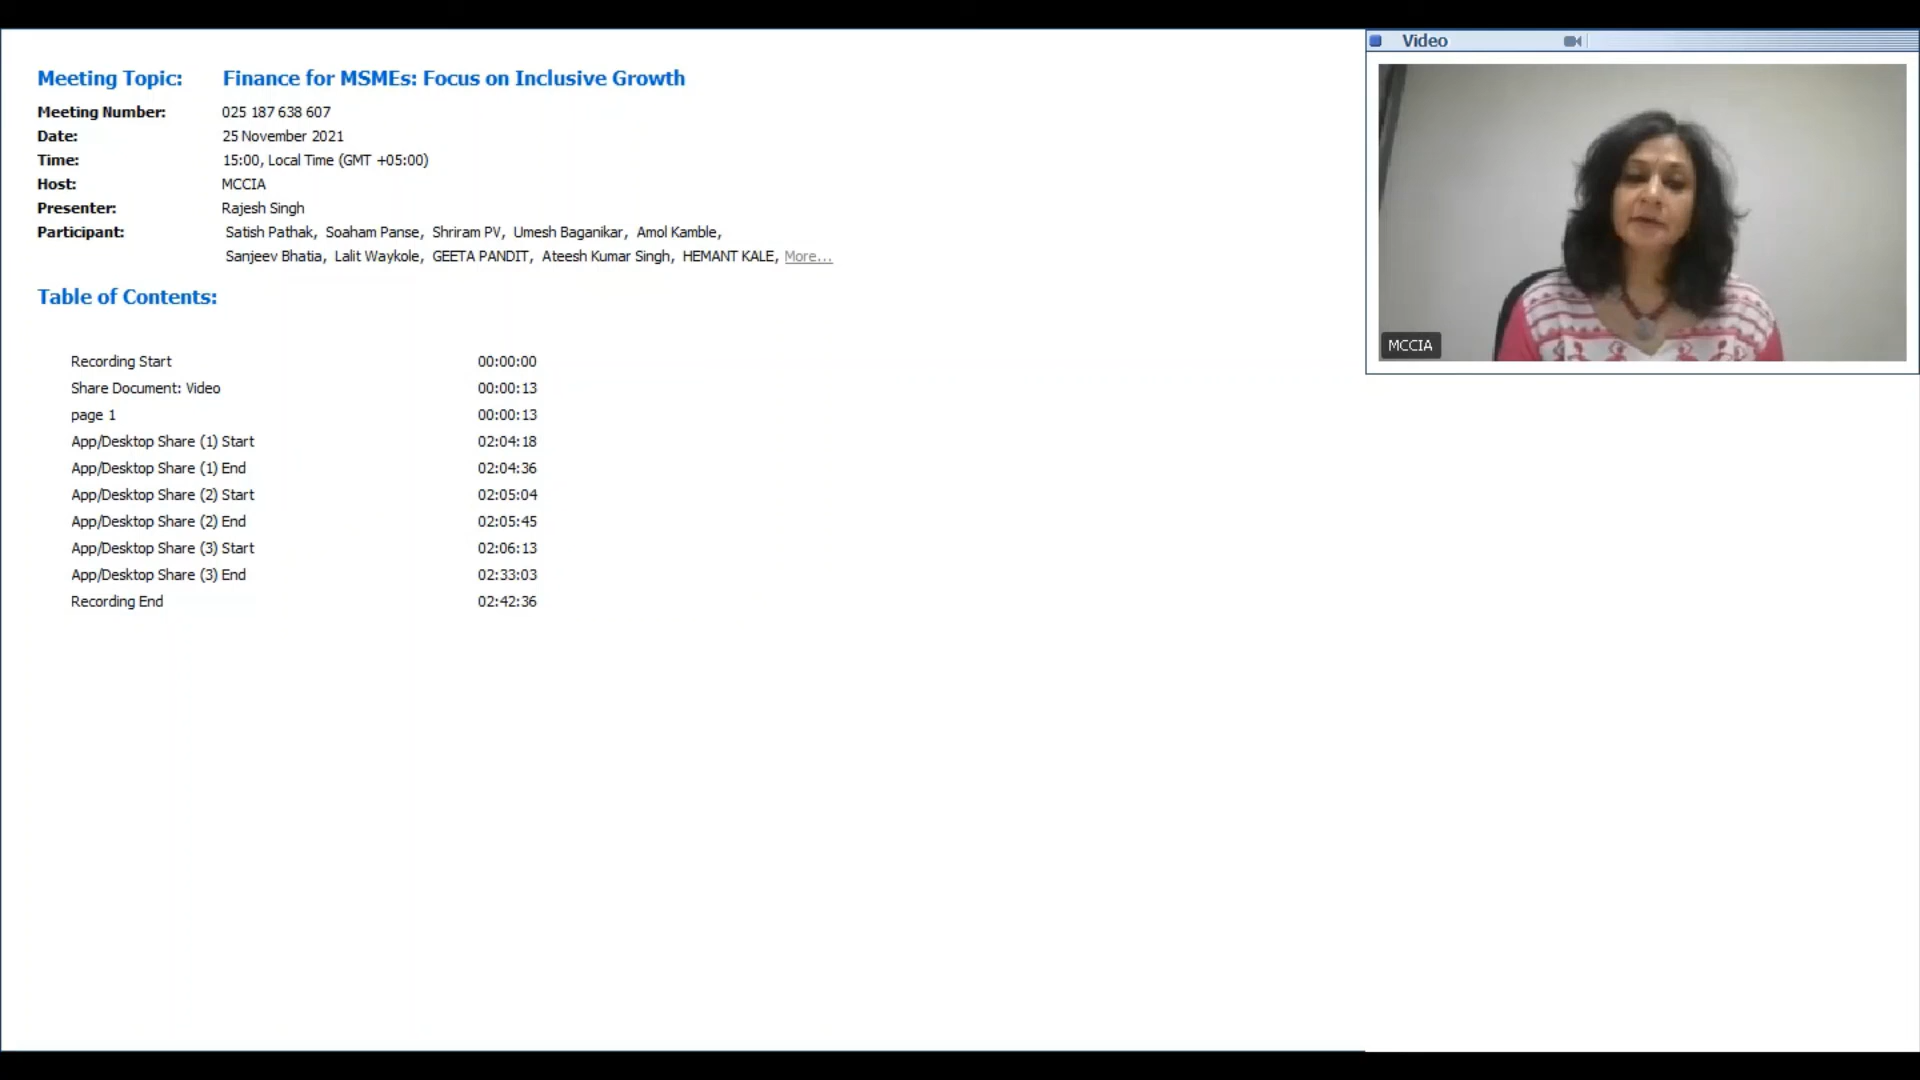 Meeting Topic: Finance for MSMEs: Focus on Inclusive Growth
Meeting Number: 025 187 638 607
Date: 25 November 2021
Time: 15:00, Local Time (GMT +05:00)
Host: MCCIA
Presenter: Rajesh Singh
Participant: Satish Pathak, Soaham Panse, Shriram PV, Umesh Baganikar, Amol Kamble,
Sanjeev Bhatia, Lalit Waykole, GEETA PANDIT, Ateesh Kumar Singh, HEMANT KALE, More...
Table of Contents:
Recording Start 00:00:00
Share Document: Video 00:00:13
page 1 00:00:13
App/Desktop Share (1) Start 02:04:18
App/Desktop Share (1) End 02:04:36
App/Desktop Share (2) Start 02:05:04
App/Desktop Share (2) End 02:05:45
App/Desktop Share (3) Start 02:06:13
App/Desktop Share (3) End 02:33:03
Recording End 02:42:36
Video
MCCIA